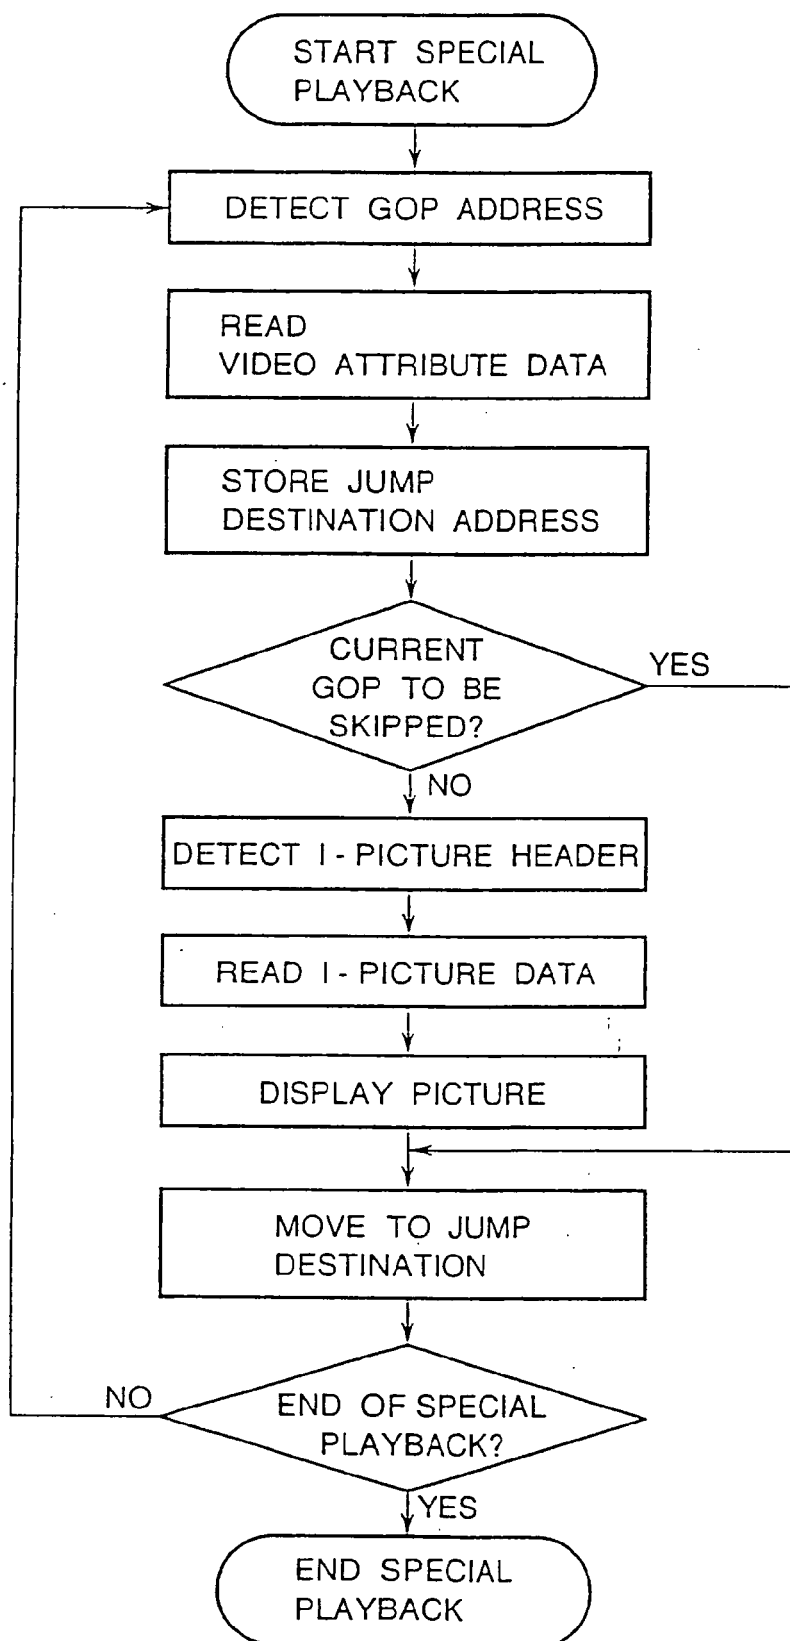 START SPECIAL
PLAYBACK
DETECT GOP ADDRESS
READ
VIDEO ATTRIBUTE DATA
STORE JUMP
DESTINATION ADDRESS
CURRENT
GOP TO BE
SKIPPED?
YES
NO
DETECT I - PICTURE HEADER
READ I - PICTURE DATA
DISPLAY PICTURE
MOVE TO JUMP
DESTINATION
NO
END OF SPECIAL
PLAYBACK?
YES
END SPECIAL
PLAYBACK